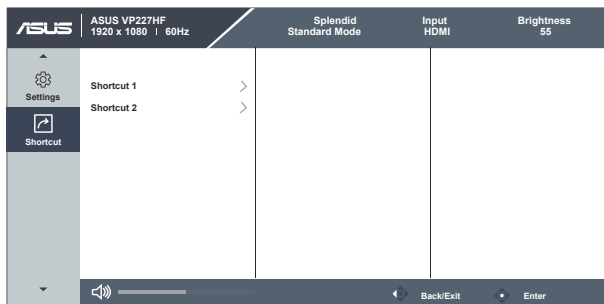 ASUS
ASUS VP227HF
1920 x 1080 | 60Hz
Splendid
Standard Mode
Input
HDMI
Brightness
55
Settings
Shortcut
Shortcut 1
Shortcut 2
Back/Exit
Enter